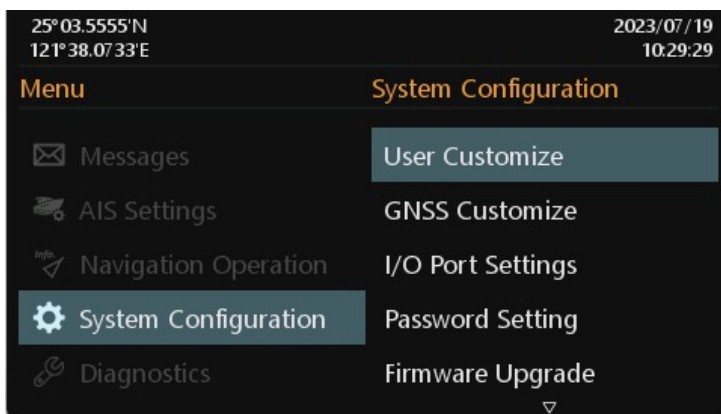 25°03.5555'N
2023/07/19
121°38.0733'E
10:29:29
Menu
System Configuration
Messages
User Customize
AIS Settings
GNSS Customize
Info.
Navigation Operation
I/O Port Settings
System Configuration
Password Setting
Diagnostics
Firmware Upgrade